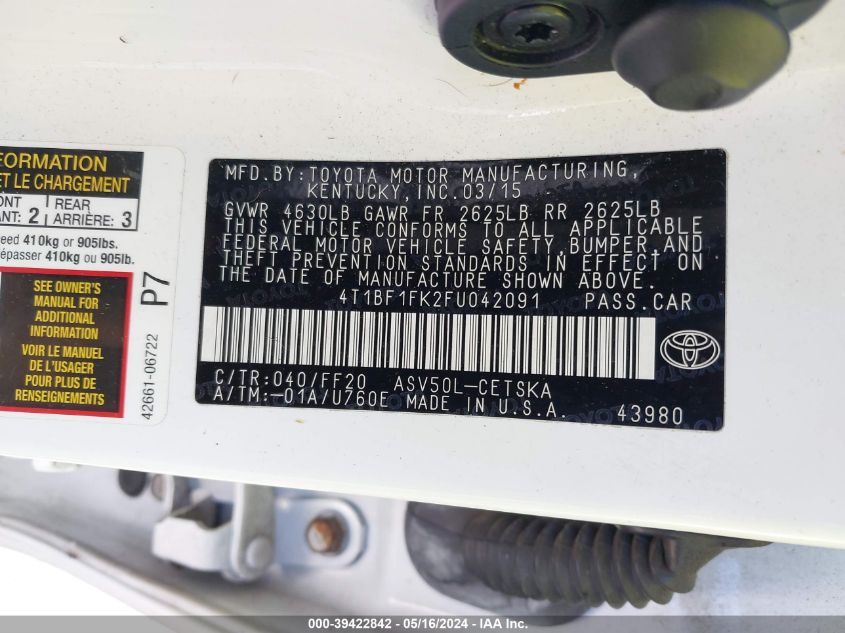 FORMATION
ET LE CHARGEMENT
ONT
ANT: 2
REAR
ARRIÈRE: 3
eed 410kg or 905lbs.
épasser 410kg ou 905lb.
SEE OWNER'S
MANUAL FOR
ADDITIONAL
INFORMATION
VOIR LE MANUEL
DE L'USAGER
POUR PLUS DE
RENSEIGNEMENTS
P7
42661-06722
MFD.BY:TOYOTA MOTOR MANUFACTURING,
KENTUCKY,INC.03/15
GVWR 4630LB GAWR FR 2625LB RR 2625LB
THIS VEHICLE CONFORMS TO ALL APPLICABLE
FEDERAL MOTOR VEHICLE SAFETY,BUMPER,AND
THEFT PREVENTION STANDARDS IN EFFECT ON
THE DATE OF MANUFACTURE SHOWN ABOVE.
4T1BF1FK2FU042091 PASS.CAR
C/TR:040/FF20 ASV50L-CETSKA
A/TM:-01A/U760E MADE IN U.S.A. 43980
000-39422842 - 05/16/2024 - IAA Inc.